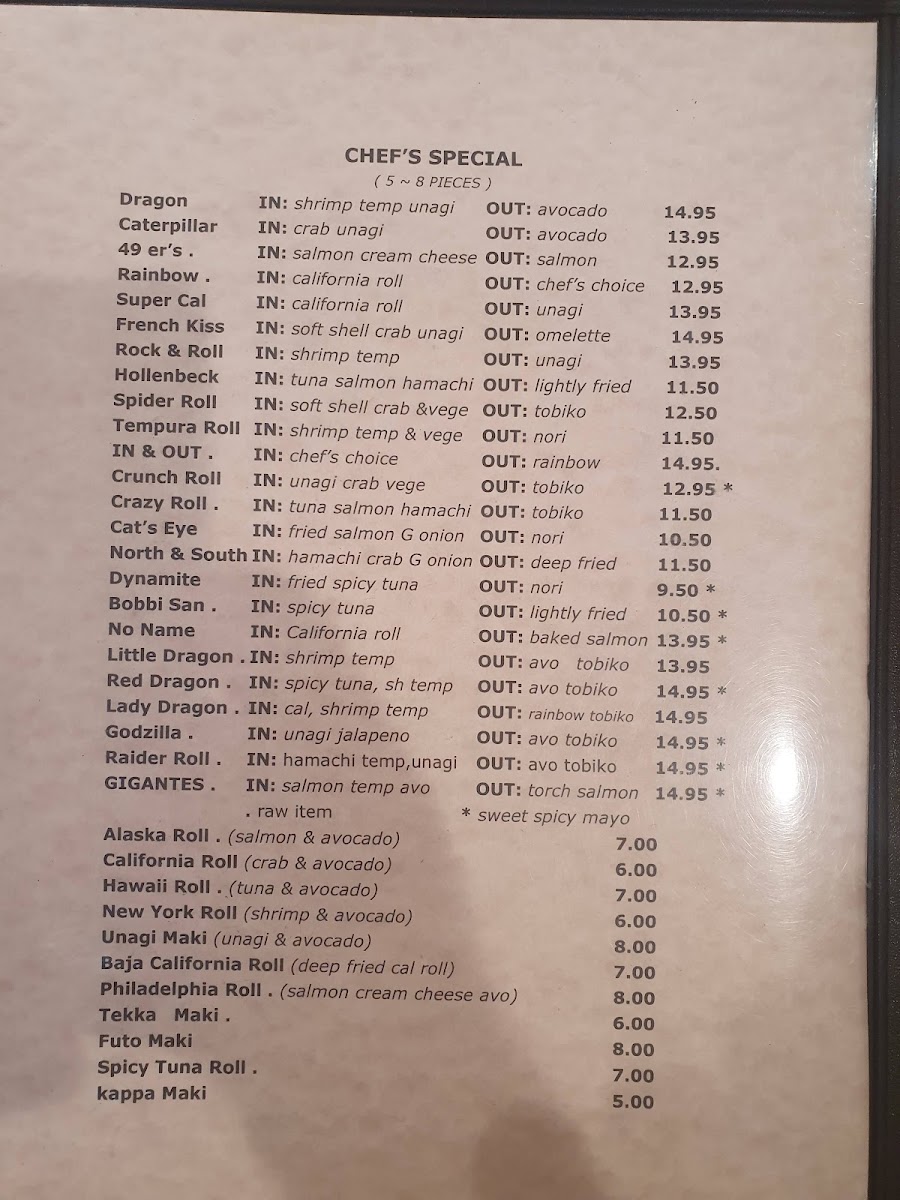 CHEF'S SPECIAL
( 5 ~ 8 PIECES )
Dragon IN: shrimp temp unagi OUT: avocado 14.95
Caterpillar IN: crab unagi OUT: avocado 13.95
49 er's . IN: salmon cream cheese OUT: salmon 12.95
Rainbow . IN: california roll OUT: chef's choice 12.95
Super Cal IN: california roll OUT: unagi 13.95
French Kiss IN: soft shell crab unagi OUT: omelette 14.95
Rock & Roll IN: shrimp temp OUT: unagi 13.95
Hollenbeck IN: tuna salmon hamachi OUT: lightly fried 11.50
Spider Roll IN: soft shell crab &vege OUT: tobiko 12.50
Tempura Roll IN: shrimp temp & vege OUT: nori 11.50
IN & OUT . IN: chef's choice OUT: rainbow 14.95.
Crunch Roll IN: unagi crab vege OUT: tobiko 12.95 *
Crazy Roll . IN: tuna salmon hamachi OUT: tobiko 11.50
Cat's Eye IN: fried salmon G onion OUT: nori 10.50
North & South IN: hamachi crab G onion OUT: deep fried 11.50
Dynamite IN: fried spicy tuna OUT: nori 9.50 *
Bobbi San . IN: spicy tuna OUT: lightly fried 10.50 *
No Name IN: California roll OUT: baked salmon 13.95 *
Little Dragon . IN: shrimp temp OUT: avo tobiko 13.95
Red Dragon . IN: spicy tuna, sh temp OUT: avo tobiko 14.95 *
Lady Dragon . IN: cal, shrimp temp OUT: rainbow tobiko 14.95
Godzilla . IN: unagi jalapeno OUT: avo tobiko 14.95 *
Raider Roll . IN: hamachi temp,unagi OUT: avo tobiko 14.95 *
GIGANTES . IN: salmon temp avo OUT: torch salmon 14.95 *
. raw item * sweet spicy mayo
Alaska Roll . (salmon & avocado) 7.00
California Roll (crab & avocado) 6.00
Hawaii Roll . (tuna & avocado) 7.00
New York Roll (shrimp & avocado) 6.00
Unagi Maki (unagi & avocado) 8.00
Baja California Roll (deep fried cal roll) 7.00
Philadelphia Roll . (salmon cream cheese avo) 8.00
Tekka Maki . 6.00
Futo Maki 8.00
Spicy Tuna Roll . 7.00
kappa Maki 5.00